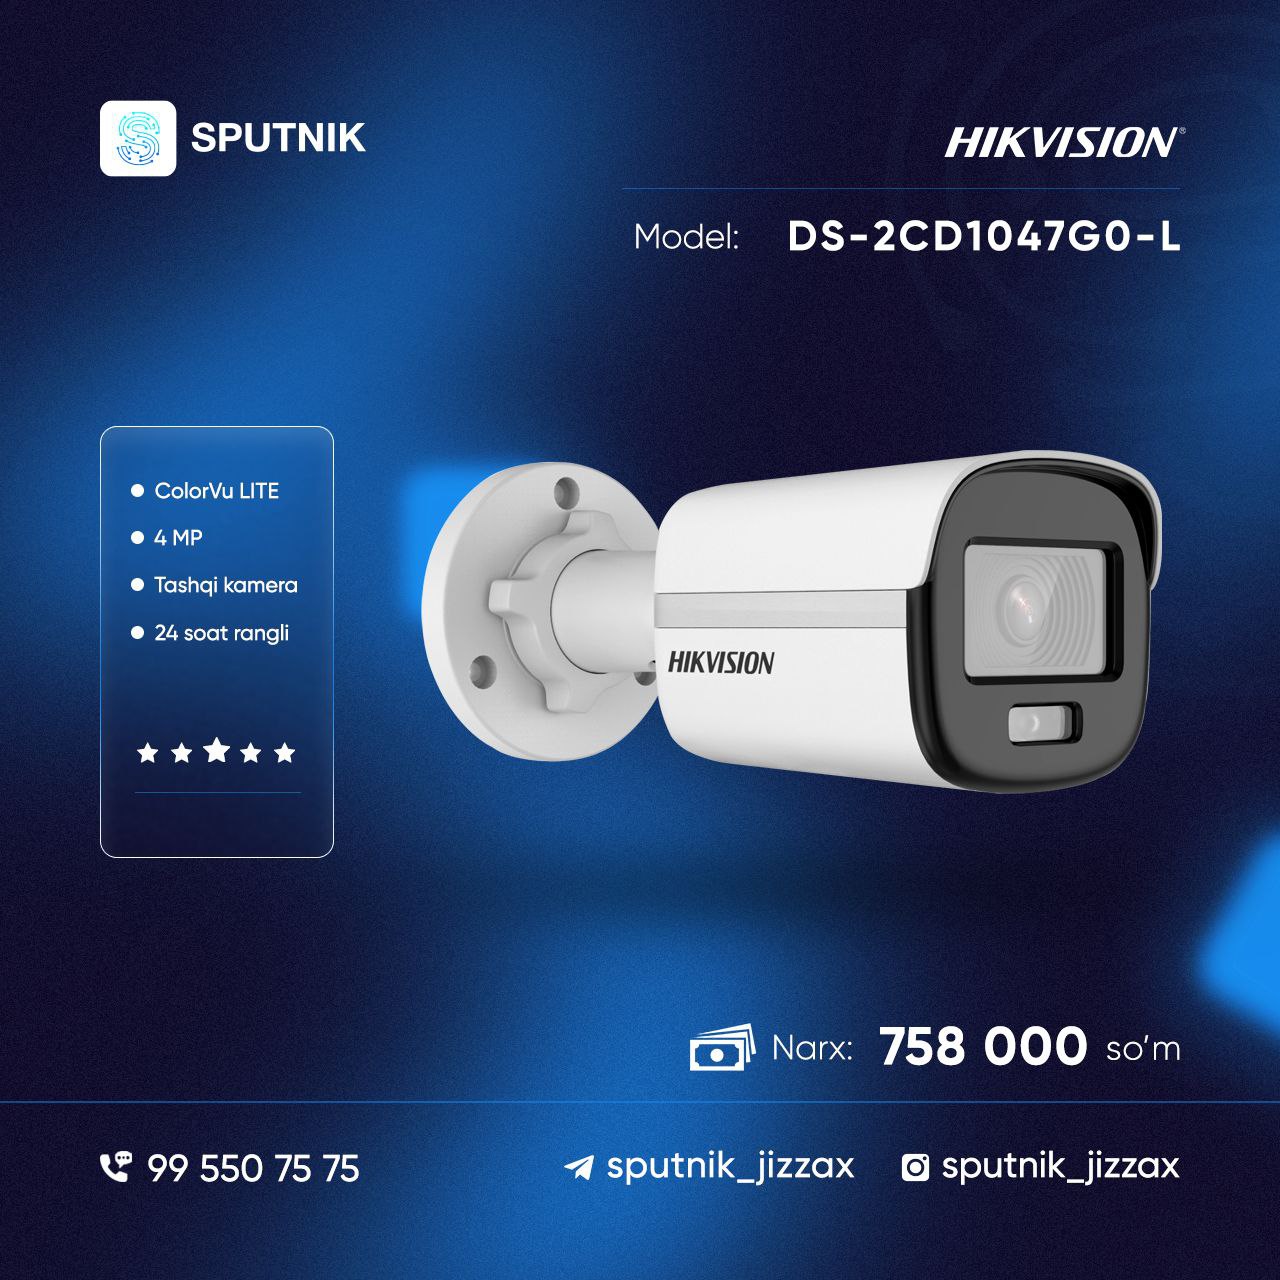 SPUTNIK
HIKVISION®
Model: DS-2CD1047G0-L
ColorVu LITE
4 MP
Tashqi kamera
24 soat rangli
HIKVISION
Narx: 758 000 so'm
99 550 75 75
sputnik_jizzax
sputnik_jizzax